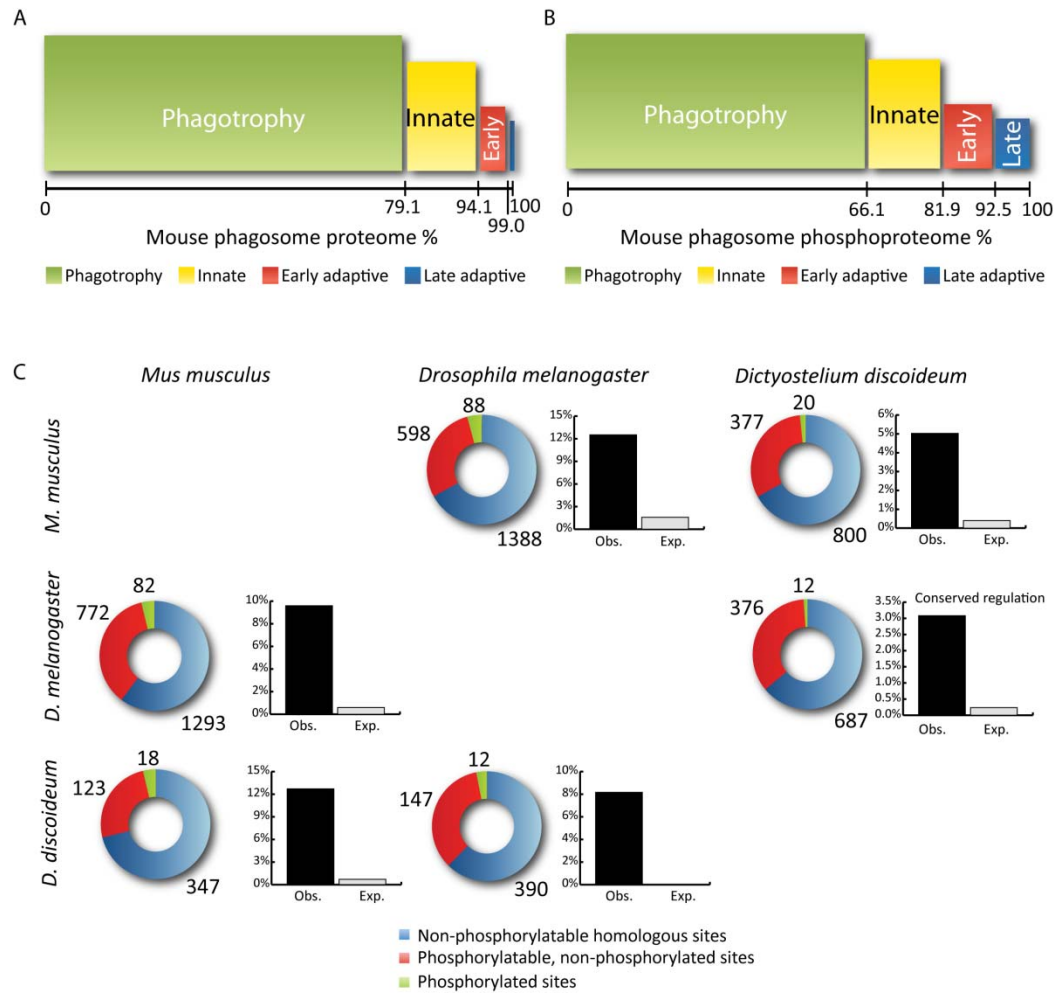 A
B
Phagotrophy
Innate
Early
Phagotrophy
Innate
Early
Late
0
79.1
94.1
100
99.0
0
66.1
81.9
92.5
100
Mouse phagosome proteome %
Mouse phagosome phosphoproteome %
Phagotrophy Innate Early adaptive Late adaptive
Phagotrophy Innate Early adaptive Late adaptive
C
Mus musculus
Drosophila melanogaster
Dictyostelium discoideum
M. musculus
88
598
1388
15%
12%
9%
6%
3%
0%
Obs. Exp.
20
377
800
6%
5%
4%
3%
2%
1%
0%
Obs. Exp.
D. melanogaster
82
772
1293
10%
8%
6%
4%
2%
0%
Obs. Exp.
12
376
687
Conserved regulation
3.5%
3.0%
2.5%
2.0%
1.5%
1.0%
0.5%
0.0%
Obs. Exp.
D. discoideum
18
123
347
15%
12%
9%
6%
3%
0%
Obs. Exp.
12
147
390
10%
8%
6%
4%
2%
0%
Obs. Exp.
Non-phosphorylatable homologous sites
Phosphorylatable, non-phosphorylated sites
Phosphorylated sites